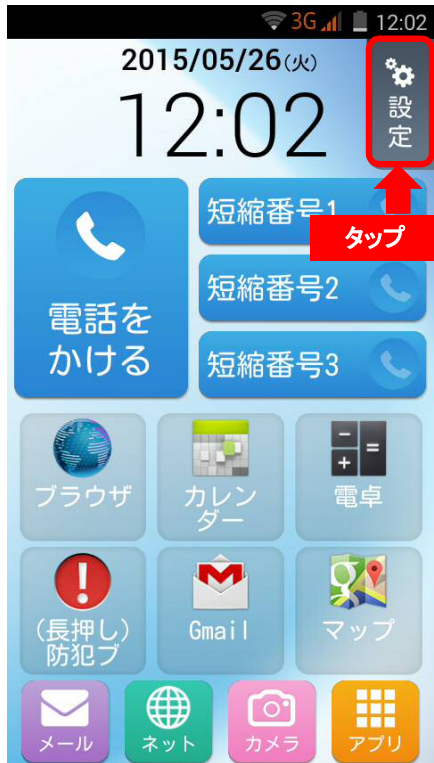 3G 12:02
2015/05/26(火)
12:02
設定
短縮番号1
タップ
電話を
かける
短縮番号2
短縮番号3
ブラウザ
カレン
ダー
電卓
(長押し)
防犯ブ
Gmail
マップ
メール
ネット
カメラ
アプリ